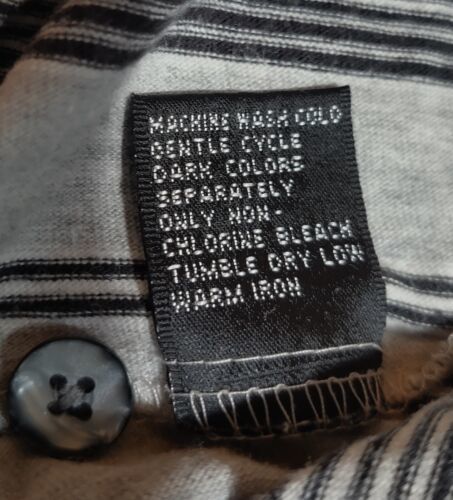 MACHINE WASH COLD
GENTLE CYCLE
DARK COLORS
SEPARATELY
ONLY NON-
CHLORINE BLEACH
TUMBLE DRY LOW
WARM IRON